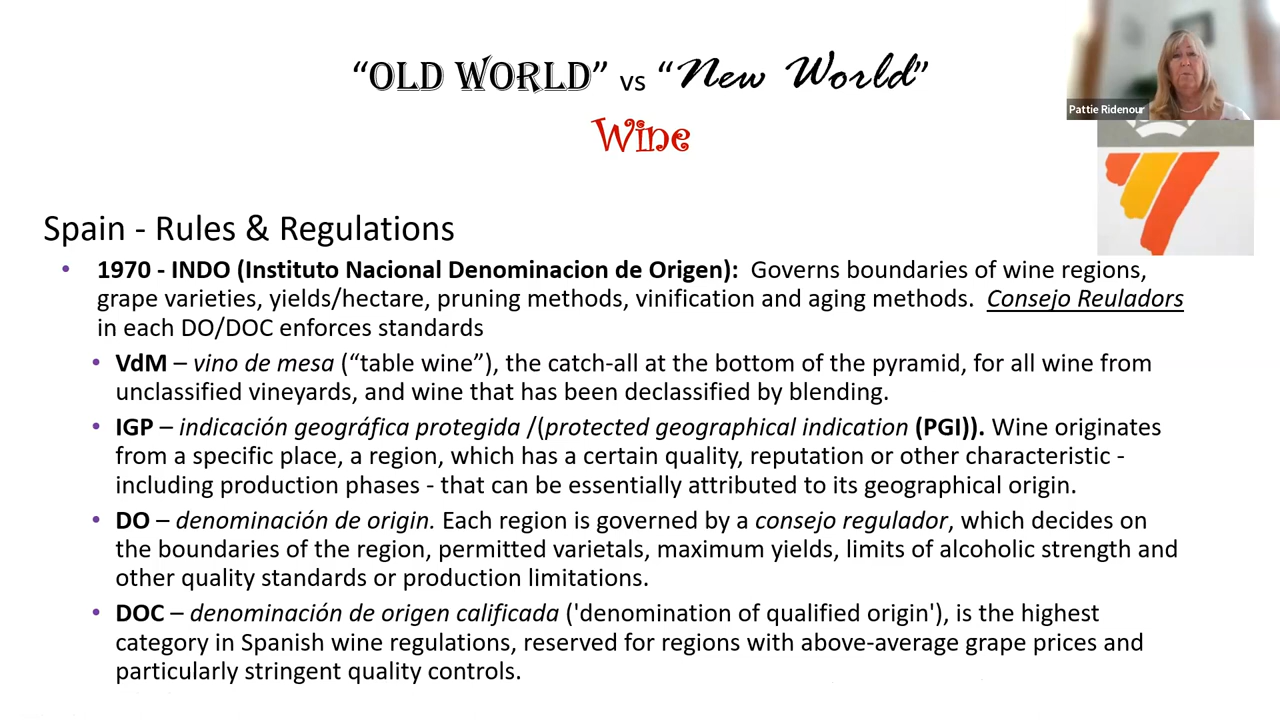 “OLD WORLD” vs “New World”
Wine
Pattie Ridenour
Spain - Rules & Regulations
• 1970 - INDO (Instituto Nacional Denominacion de Origen): Governs boundaries of wine regions,
grape varieties, yields/hectare, pruning methods, vinification and aging methods. Consejo Reuladors
in each DO/DOC enforces standards
• VdM – vino de mesa (“table wine”), the catch-all at the bottom of the pyramid, for all wine from
unclassified vineyards, and wine that has been declassified by blending.
• IGP – indicación geográfica protegida /(protected geographical indication (PGI)). Wine originates
from a specific place, a region, which has a certain quality, reputation or other characteristic -
including production phases - that can be essentially attributed to its geographical origin.
• DO – denominación de origin. Each region is governed by a consejo regulador, which decides on
the boundaries of the region, permitted varietals, maximum yields, limits of alcoholic strength and
other quality standards or production limitations.
• DOC – denominación de origen calificada ('denomination of qualified origin'), is the highest
category in Spanish wine regulations, reserved for regions with above-average grape prices and
particularly stringent quality controls.